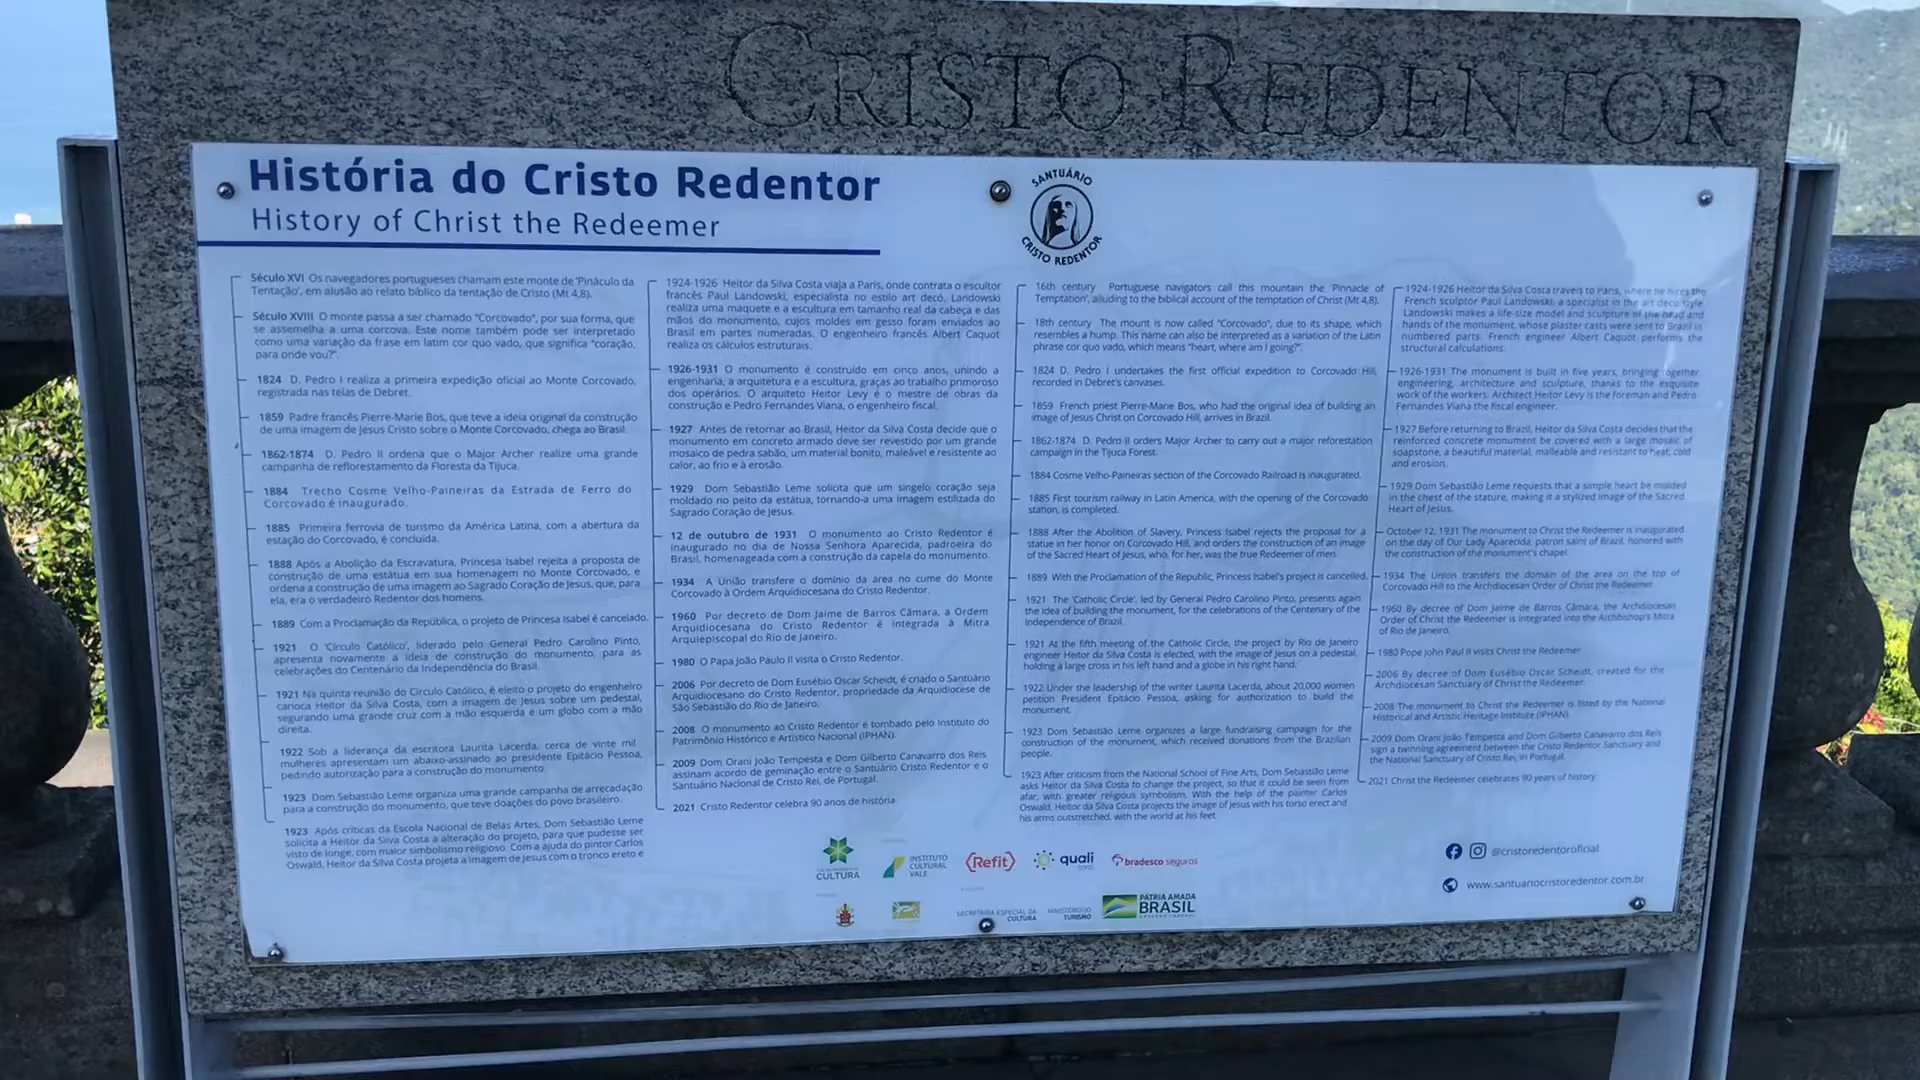 CRISTO REDENTOR
História do Cristo Redentor
History of Christ the Redeemer
SANTUÁRIO
CRISTO REDENTOR
Século XVI Os navegadores portugueses chamam este monte de 'Pináculo da
Tentação', em alusão ao relato bíblico da tentação de Cristo (Mt 4,8).
Século XVIII O monte passa a ser chamado "Corcovado", por sua forma, que
se assemelha a uma corcova. Este nome também pode ser interpretado
como uma variação da frase em latim cor quo vado, que significa "coração,
para onde vou?".
1824 D. Pedro I realiza a primeira expedição oficial ao Monte Corcovado,
registrada nas telas de Debret.
1859 Padre francês Pierre-Marie Bos, que teve a ideia original da construção
de uma imagem de Jesus Cristo sobre o Monte Corcovado, chega ao Brasil.
1862-1874 D. Pedro II ordena que o Major Archer realize uma grande
campanha de reflorestamento da Floresta da Tijuca.
1884 Trecho Cosme Velho-Paineiras da Estrada de Ferro do
Corcovado é inaugurado.
1885 Primeira ferrovia de turismo da América Latina, com a abertura da
estação do Corcovado, é concluída.
1888 Após a Abolição da Escravatura, Princesa Isabel rejeita a proposta de
construção de uma estátua em sua homenagem no Monte Corcovado, e
ordena a construção de uma imagem ao Sagrado Coração de Jesus, que, para
ela, era o verdadeiro Redentor dos homens.
1889 Com a Proclamação da República, o projeto de Princesa Isabel é cancelado.
1921 O 'Círculo Católico', liderado pelo General Pedro Carolino Pinto,
apresenta novamente a ideia de construção do monumento, para as
celebrações do Centenário da Independência do Brasil.
1921 Na quinta reunião do Círculo Católico, é eleito o projeto do engenheiro
carioca Heitor da Silva Costa, com a imagem de Jesus sobre um pedestal,
segurando uma grande cruz com a mão esquerda e um globo com a mão
direita.
1922 Sob a liderança da escritora Laurita Lacerda, cerca de vinte mil
mulheres apresentam um abaixo-assinado ao presidente Epitácio Pessoa,
pedindo autorização para a construção do monumento.
1923 Dom Sebastião Leme organiza uma grande campanha de arrecadação
para a construção do monumento, que teve doações do povo brasileiro.
1923 Após críticas da Escola Nacional de Belas Artes, Dom Sebastião Leme
solicita a Heitor da Silva Costa a alteração do projeto, para que pudesse ser
visto de longe, com maior simbolismo religioso. Com a ajuda do pintor Carlos
Oswald, Heitor da Silva Costa projeta a imagem de Jesus com o tronco ereto e
1924-1926 Heitor da Silva Costa viaja a Paris, onde contrata o escultor
francês Paul Landowski, especialista no estilo art decó. Landowski
realiza uma maquete e a escultura em tamanho real da cabeça e das
mãos do monumento, cujos moldes em gesso foram enviados ao
Brasil em partes numeradas. O engenheiro francês Albert Caquot
realiza os cálculos estruturais.
1926-1931 O monumento é construído em cinco anos, unindo a
engenharia, a arquitetura e a escultura, graças ao trabalho primoroso
dos operários. O arquiteto Heitor Levy é o mestre de obras da
construção e Pedro Fernandes Viana, o engenheiro fiscal.
1927 Antes de retornar ao Brasil, Heitor da Silva Costa decide que o
monumento em concreto armado deve ser revestido por um grande
mosaico de pedra sabão, um material bonito, maleável e resistente ao
calor, ao frio e à erosão.
1929 Dom Sebastião Leme solicita que um singelo coração seja
moldado no peito da estátua, tornando-a uma imagem estilizada do
Sagrado Coração de Jesus.
12 de outubro de 1931 O monumento ao Cristo Redentor é
inaugurado no dia de Nossa Senhora Aparecida, padroeira do
Brasil, homenageada com a construção da capela do monumento.
1934 A União transfere o domínio da área no cume do Monte
Corcovado à Ordem Arquidiocesana do Cristo Redentor.
1960 Por decreto de Dom Jaime de Barros Câmara, a Ordem
Arquidiocesana do Cristo Redentor é integrada à Mitra
Arquiepiscopal do Rio de Janeiro.
1980 O Papa João Paulo II visita o Cristo Redentor.
2006 Por decreto de Dom Eusébio Oscar Scheidt, é criado o Santuário
Arquidiocesano do Cristo Redentor, propriedade da Arquidiocese de
São Sebastião do Rio de Janeiro.
2008 O monumento ao Cristo Redentor é tombado pelo Instituto do
Patrimônio Histórico e Artístico Nacional (IPHAN).
2009 Dom Orani João Tempesta e Dom Gilberto Canavarro dos Reis
assinam acordo de geminação entre o Santuário Cristo Redentor e o
Santuário Nacional de Cristo Rei, de Portugal.
2021 Cristo Redentor celebra 90 anos de história
16th century Portuguese navigators call this mountain the 'Pinnacle of
Temptation', alluding to the biblical account of the temptation of Christ (Mt 4,8).
18th century The mount is now called "Corcovado", due to its shape, which
resembles a hump. This name can also be interpreted as a variation of the Latin
phrase cor quo vado, which means "heart, where am I going?".
1824 D. Pedro I undertakes the first official expedition to Corcovado Hill,
recorded in Debret's canvases.
1859 French priest Pierre-Marie Bos, who had the original idea of building an
image of Jesus Christ on Corcovado Hill, arrives in Brazil.
1862-1874 D. Pedro II orders Major Archer to carry out a major reforestation
campaign in the Tijuca Forest.
1884 Cosme Velho-Paineiras section of the Corcovado Railroad is inaugurated.
1885 First tourism railway in Latin America, with the opening of the Corcovado
station, is completed.
1888 After the Abolition of Slavery, Princess Isabel rejects the proposal for a
statue in her honor on Corcovado Hill, and orders the construction of an image
of the Sacred Heart of Jesus, who, for her, was the true Redeemer of men.
1889 With the Proclamation of the Republic, Princess Isabel's project is cancelled.
1921 The 'Catholic Circle', led by General Pedro Carolino Pinto, presents again
the idea of building the monument, for the celebrations of the Centenary of the
Independence of Brazil.
1921 At the fifth meeting of the Catholic Circle, the project by Rio de Janeiro
engineer Heitor da Silva Costa is elected, with the image of Jesus on a pedestal,
holding a large cross in his left hand and a globe in his right hand.
1922 Under the leadership of the writer Laurita Lacerda, about 20,000 women
petition President Epitácio Pessoa, asking for authorization to build the
monument.
1923 Dom Sebastião Leme organizes a large fundraising campaign for the
construction of the monument, which received donations from the Brazilian
people.
1923 After criticism from the National School of Fine Arts, Dom Sebastião Leme
asks Heitor da Silva Costa to change the project, so that it could be seen from
afar, with greater religious symbolism. With the help of the painter Carlos
Oswald, Heitor da Silva Costa projects the image of Jesus with his torso erect and
his arms outstretched, with the world at his feet.
1924-1926 Heitor da Silva Costa travels to Paris, where he hires the
French sculptor Paul Landowski, a specialist in the art deco style.
Landowski makes a life-size model and sculpture of the head and
hands of the monument, whose plaster casts were sent to Brazil in
numbered parts. French engineer Albert Caquot performs the
structural calculations.
1926-1931 The monument is built in five years, bringing together
engineering, architecture and sculpture, thanks to the exquisite
work of the workers. Architect Heitor Levy is the foreman and Pedro
Fernandes Viana the fiscal engineer.
1927 Before returning to Brazil, Heitor da Silva Costa decides that the
reinforced concrete monument be covered with a large mosaic of
soapstone, a beautiful material, malleable and resistant to heat, cold
and erosion.
1929 Dom Sebastião Leme requests that a simple heart be molded
in the chest of the stature, making it a stylized image of the Sacred
Heart of Jesus.
October 12, 1931 The monument to Christ the Redeemer is inaugurated
on the day of Our Lady Aparecida, patron saint of Brazil, honored with
the construction of the monument's chapel.
1934 The Union transfers the domain of the area on the top of
Corcovado Hill to the Archdiocesan Order of Christ the Redeemer.
1960 By decree of Dom Jaime de Barros Câmara, the Archdiocesan
Order of Christ the Redeemer is integrated into the Archbishop's Mitra
of Rio de Janeiro.
1980 Pope John Paul II visits Christ the Redeemer.
2006 By decree of Dom Eusébio Oscar Scheidt, created for the
Archdiocesan Sanctuary of Christ the Redeemer.
2008 The monument to Christ the Redeemer is listed by the National
Historical and Artistic Heritage Institute (IPHAN).
2009 Dom Orani João Tempesta and Dom Gilberto Canavarro dos Reis
sign a twinning agreement between the Cristo Redentor Sanctuary and
the National Sanctuary of Cristo Rei, in Portugal.
2021 Christ the Redeemer celebrates 90 years of history
CULTURA
INSTITUTO
CULTURAL
VALE
Refit
quali
bradesco seguros
SECRETARIA ESPECIAL DA
CULTURA
MINISTÉRIO DO
TURISMO
PÁTRIA AMADA
BRASIL
@cristoredentoroficial
www.santuariocristoredentor.com.br